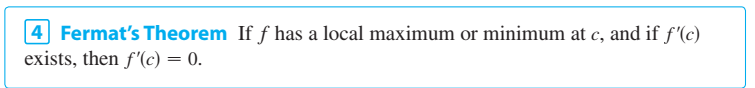 4 Fermat's Theorem If f has a local maximum or minimum at c, and if f'(c)
exists, then f'(c) = 0.